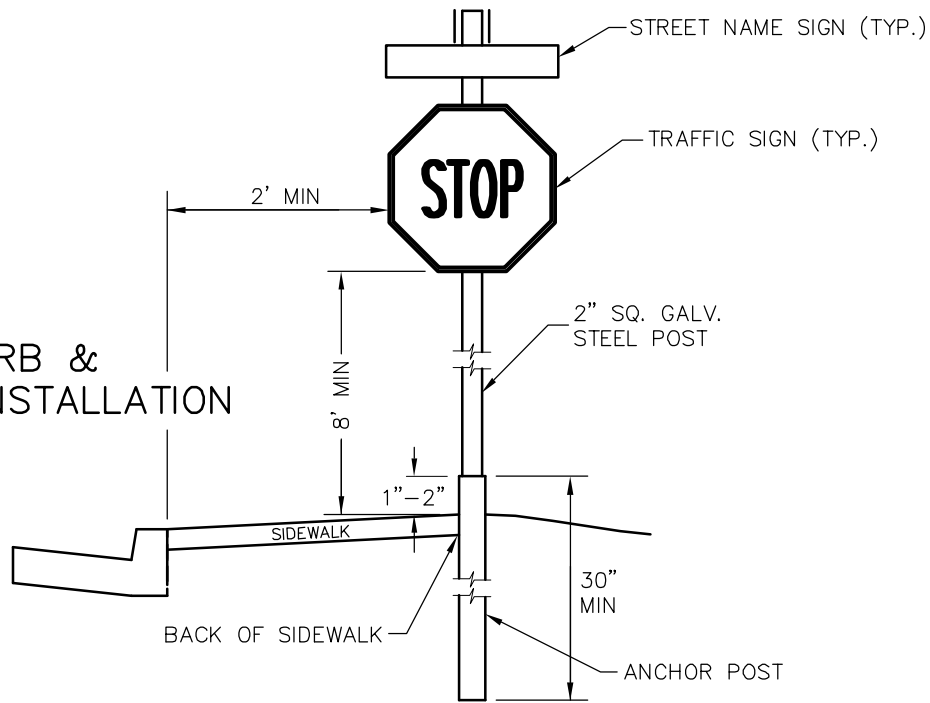 STREET NAME SIGN (TYP.)
TRAFFIC SIGN (TYP.)
2' MIN
STOP
2" SQ. GALV.
STEEL POST
8' MIN
&
1"-2"
SIDEWALK
30"
MIN
BACK OF SIDEWALK
ANCHOR POST